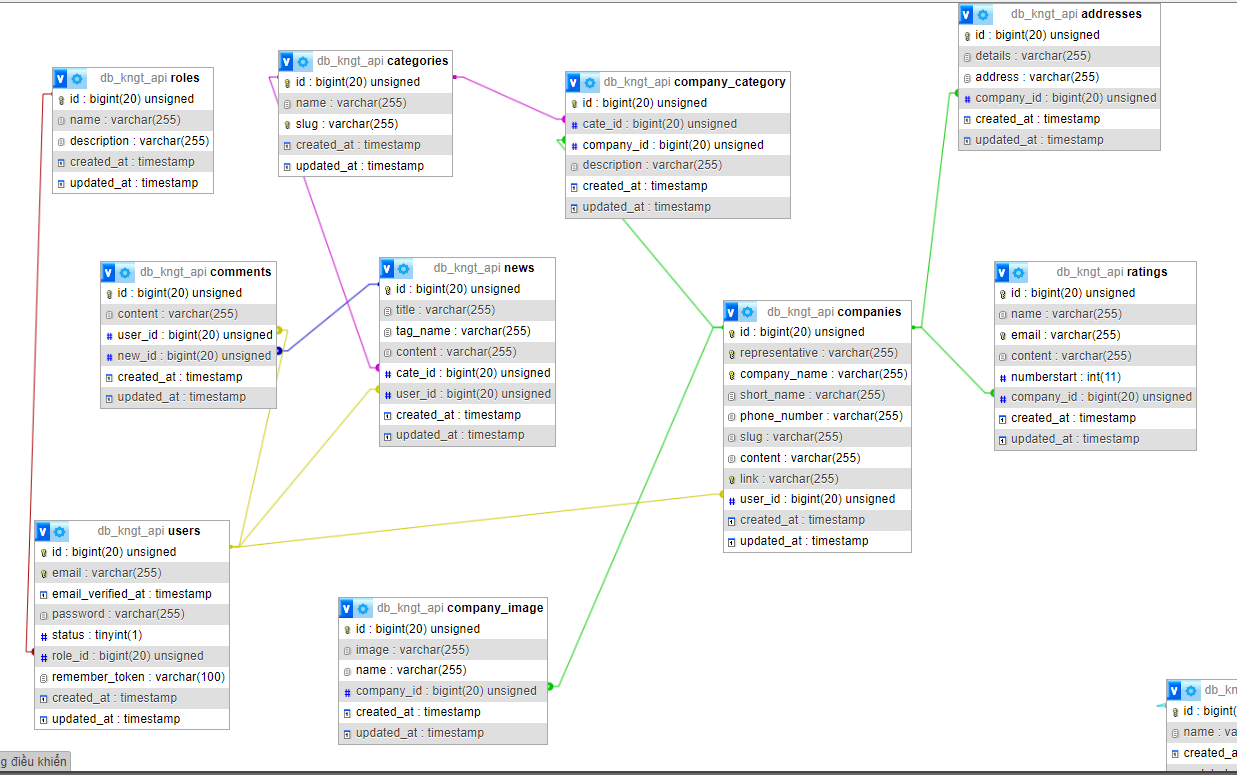 db_kngt_api roles
id : bigint(20) unsigned
name : varchar(255)
description : varchar(255)
created_at : timestamp
updated_at : timestamp
db_kngt_api categories
id : bigint(20) unsigned
name : varchar(255)
slug : varchar(255)
created_at : timestamp
updated_at : timestamp
db_kngt_api company_category
id : bigint(20) unsigned
cate_id : bigint(20) unsigned
company_id : bigint(20) unsigned
description : varchar(255)
created_at : timestamp
updated_at : timestamp
db_kngt_api addresses
id : bigint(20) unsigned
details : varchar(255)
address : varchar(255)
company_id : bigint(20) unsigned
created_at : timestamp
updated_at : timestamp
db_kngt_api comments
id : bigint(20) unsigned
content : varchar(255)
user_id : bigint(20) unsigned
new_id : bigint(20) unsigned
created_at : timestamp
updated_at : timestamp
db_kngt_api news
id : bigint(20) unsigned
title : varchar(255)
tag_name : varchar(255)
content : varchar(255)
cate_id : bigint(20) unsigned
user_id : bigint(20) unsigned
created_at : timestamp
updated_at : timestamp
db_kngt_api companies
id : bigint(20) unsigned
representative : varchar(255)
company_name : varchar(255)
short_name : varchar(255)
phone_number : varchar(255)
slug : varchar(255)
content : varchar(255)
link : varchar(255)
user_id : bigint(20) unsigned
created_at : timestamp
updated_at : timestamp
db_kngt_api ratings
id : bigint(20) unsigned
name : varchar(255)
email : varchar(255)
content : varchar(255)
numberstart : int(11)
company_id : bigint(20) unsigned
created_at : timestamp
updated_at : timestamp
db_kngt_api users
id : bigint(20) unsigned
email : varchar(255)
email_verified_at : timestamp
password : varchar(255)
status : tinyint(1)
role_id : bigint(20) unsigned
remember_token : varchar(100)
created_at : timestamp
updated_at : timestamp
db_kngt_api company_image
id : bigint(20) unsigned
image : varchar(255)
name : varchar(255)
company_id : bigint(20) unsigned
created_at : timestamp
updated_at : timestamp
db_kn
id : bigint(
name : va
created_a
g điều khiển